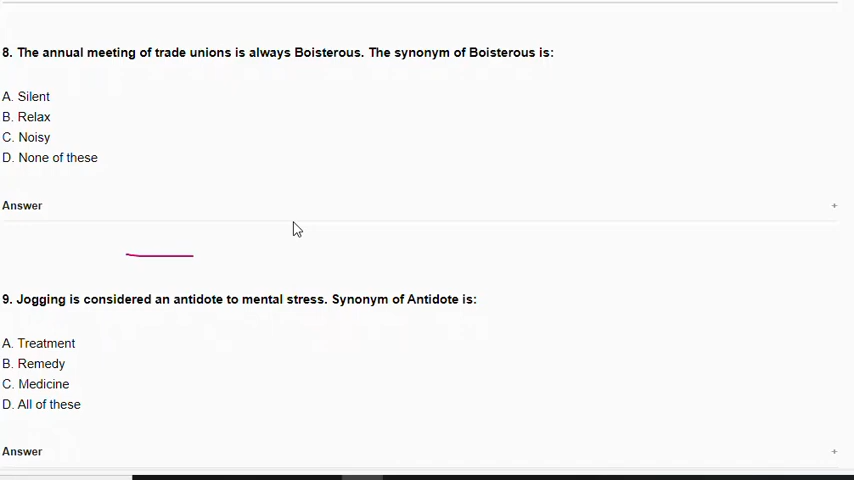 8. The annual meeting of trade unions is always Boisterous. The synonym of Boisterous is:
A. Silent
B. Relax
C. Noisy
D. None of these
Answer +
9. Jogging is considered an antidote to mental stress. Synonym of Antidote is:
A. Treatment
B. Remedy
C. Medicine
D. All of these
Answer +